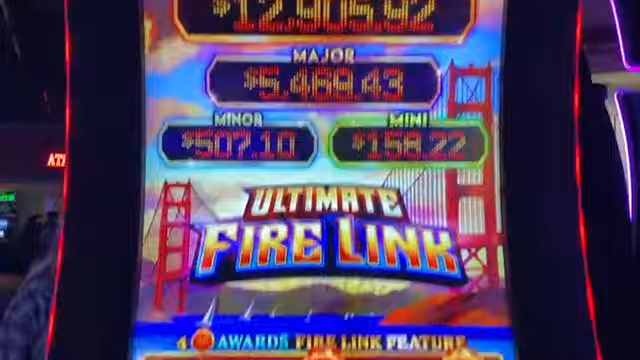 $12,905.92
MAJOR
$5,469.43
MINOR
$507.10
MINI
$159.22
ULTIMATE
FIRE LINK
4 AWARDS FIRE LINK FEATURE